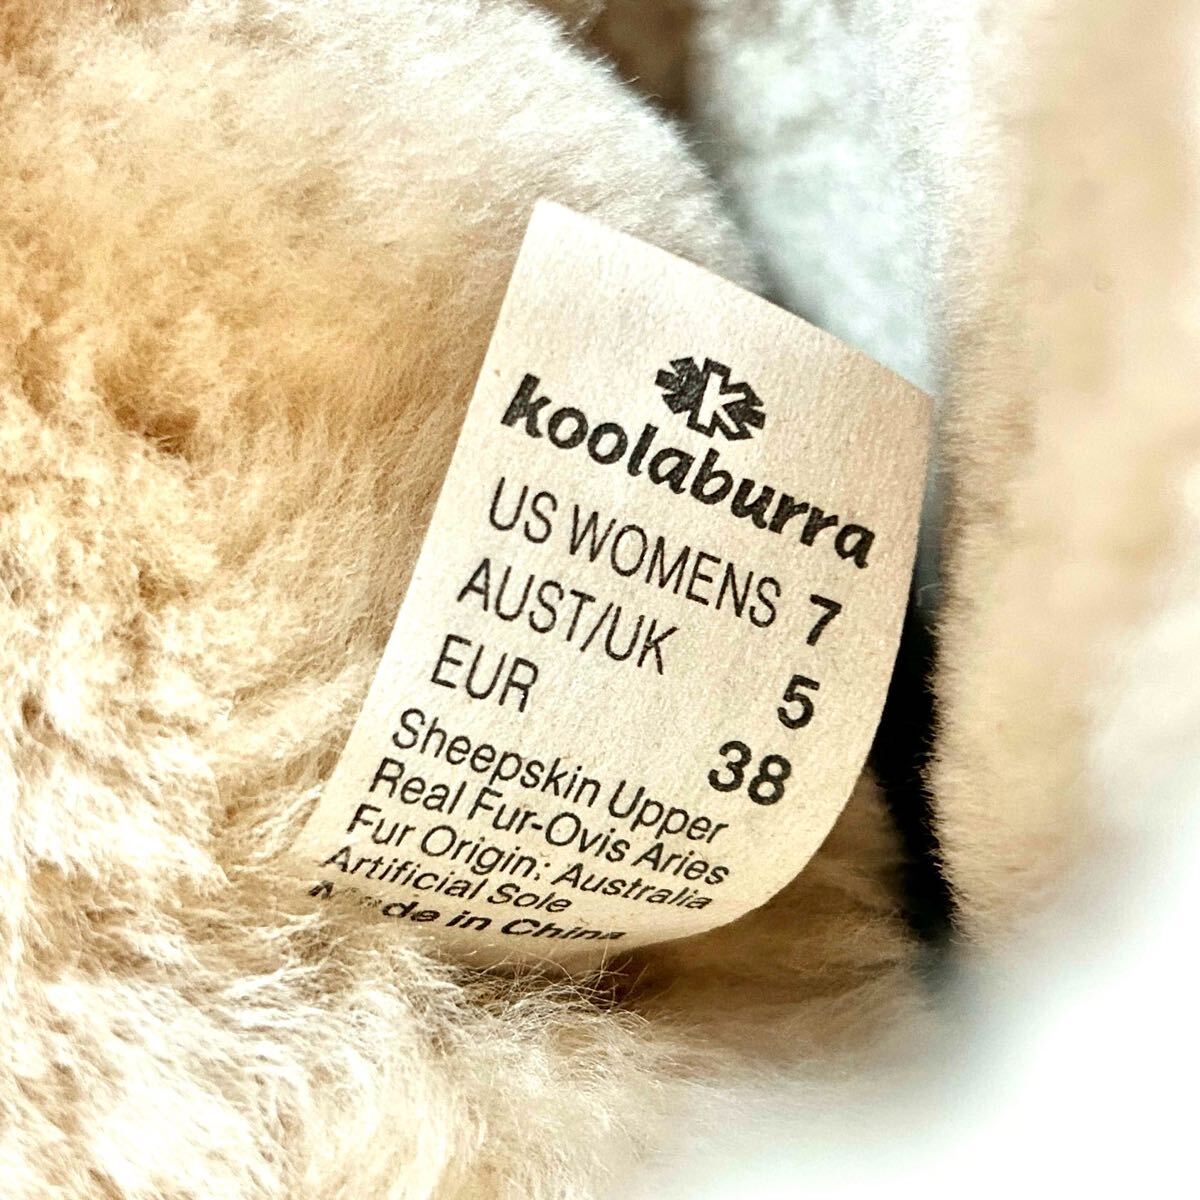 k
koolaburra
US WOMENS 7
AUST/UK 5
EUR 38
Sheepskin Upper
Real Fur-Ovis Aries
Fur Origin: Australia
Artificial Sole
Made in China